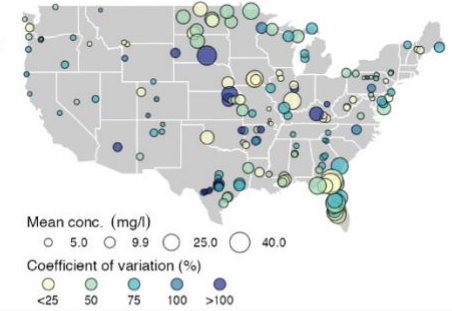 Mean conc. (mg/l)
5.0 9.9 25.0 40.0
Coefficient of variation (%)
<25 50 75 100 >100